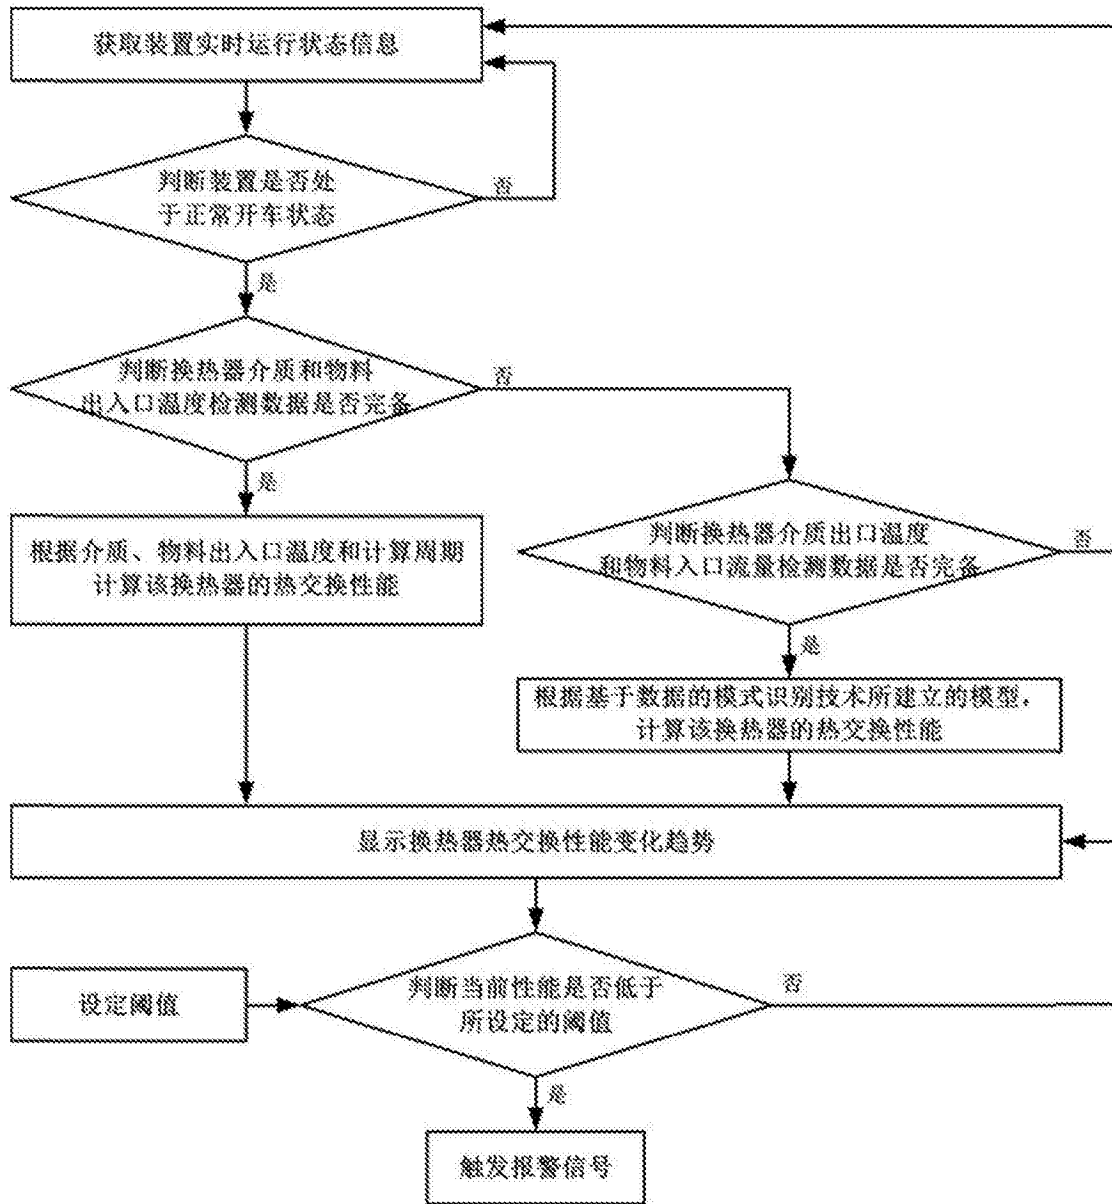 获取装置实时运行状态信息
判断装置是否处
于正常开车状态
否
是
判断换热器介质和物料
出入口温度检测数据是否完备
否
是
根据介质、物料出入口温度和计算周期
计算该换热器的热交换性能
判断换热器介质出口温度
和物料入口流量检测数据是否完备
否
是
根据基于数据的模式识别技术所建立的模型,
计算该换热器的热交换性能
显示换热器热交换性能变化趋势
设定阈值
判断当前性能是否低于
所设定的阈值
否
是
触发报警信号